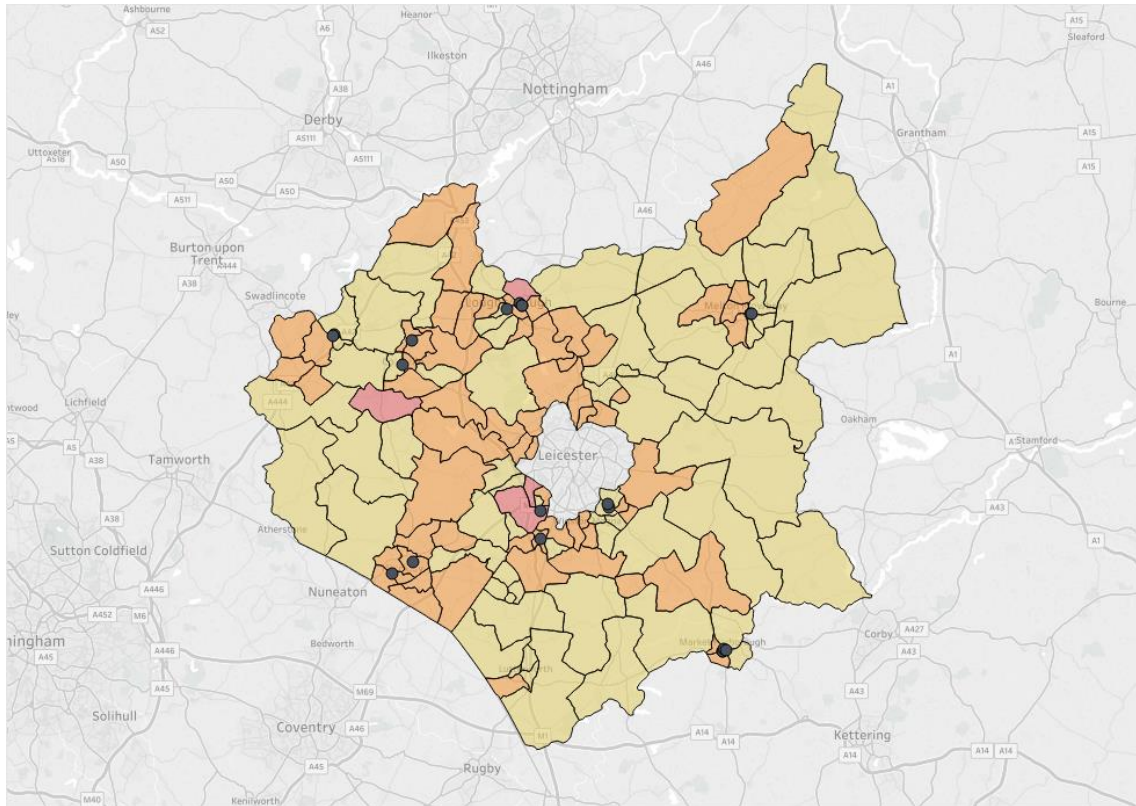 Ashbourne
A52
Heanor
A6
Ilkeston
A15
Sleaford
A46
Nottingham
A38
Derby
A1
Grantham
A5111
A15
Uttoxeter
A50
A5111
A50
A50
A15
A511
A46
Burton upon
Trent
A444
A38
Swadlincote
Bourne
A1
A444
Lichfield
Oakham
A5
A38
Stamford
Tamworth
Leicester
A38
A43
Atherstone
Sutton Coldfield
A1
A446
Nuneaton
A452
M6
A446
Corby
A427
Bedworth
A43
A45
A446
M69
A45
A43
Solihull
Coventry
A46
M1
A14
A14
Kettering
A14
A14
A14
A45
Rugby
M40
Kenilworth